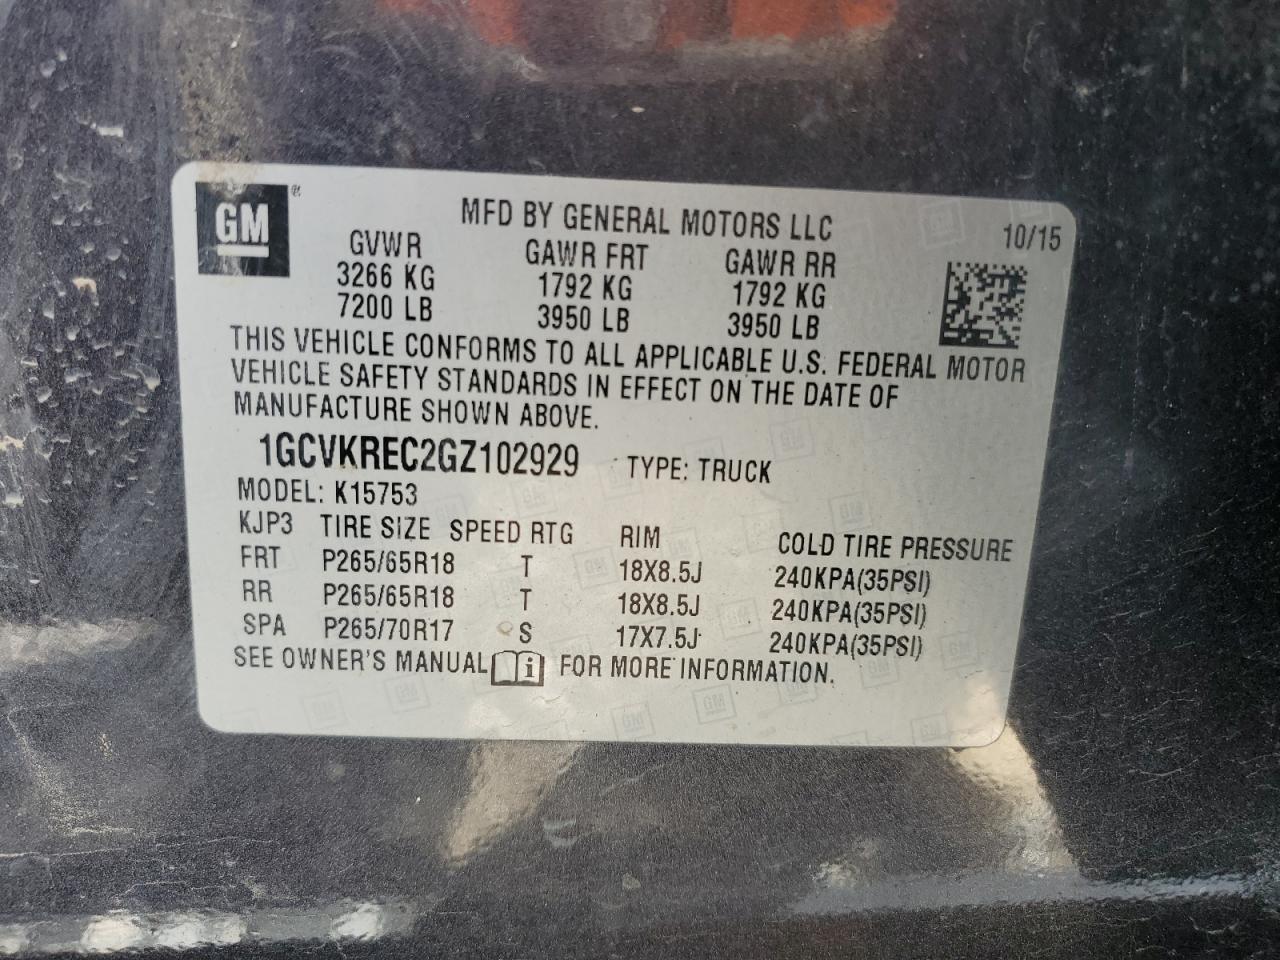 GM®
MFD BY GENERAL MOTORS LLC 10/15
GVWR GAWR FRT GAWR RR
3266 KG 1792 KG 1792 KG
7200 LB 3950 LB 3950 LB
THIS VEHICLE CONFORMS TO ALL APPLICABLE U.S. FEDERAL MOTOR
VEHICLE SAFETY STANDARDS IN EFFECT ON THE DATE OF
MANUFACTURE SHOWN ABOVE.
1GCVKREC2GZ102929 TYPE: TRUCK
MODEL: K15753
KJP3 TIRE SIZE SPEED RTG RIM COLD TIRE PRESSURE
FRT P265/65R18 T 18X8.5J 240KPA(35PSI)
RR P265/65R18 T 18X8.5J 240KPA(35PSI)
SPA P265/70R17 S 17X7.5J 240KPA(35PSI)
SEE OWNER'S MANUAL i FOR MORE INFORMATION.